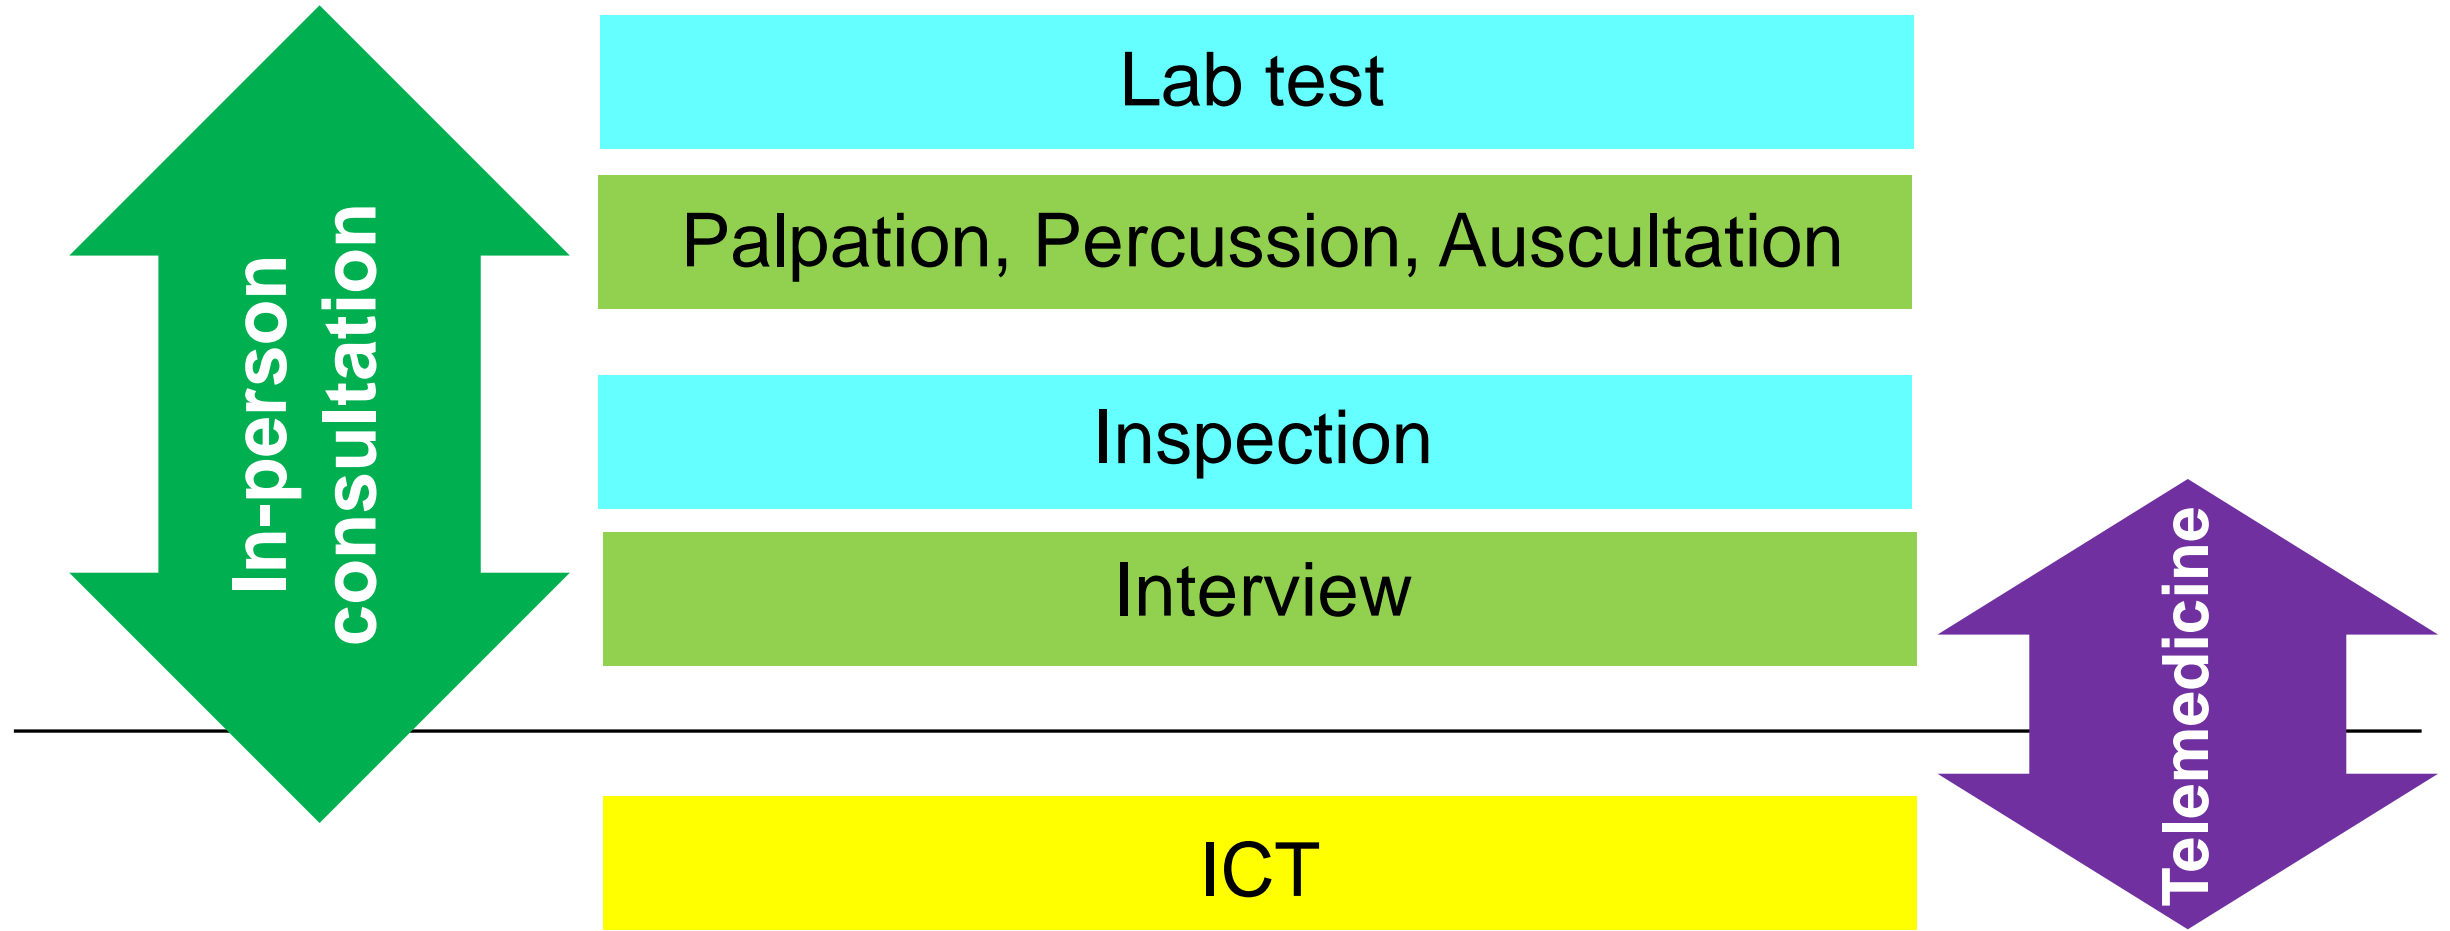 In-person
consultation
Lab test
Palpation, Percussion, Auscultation
Inspection
Interview
ICT
Telemedicine